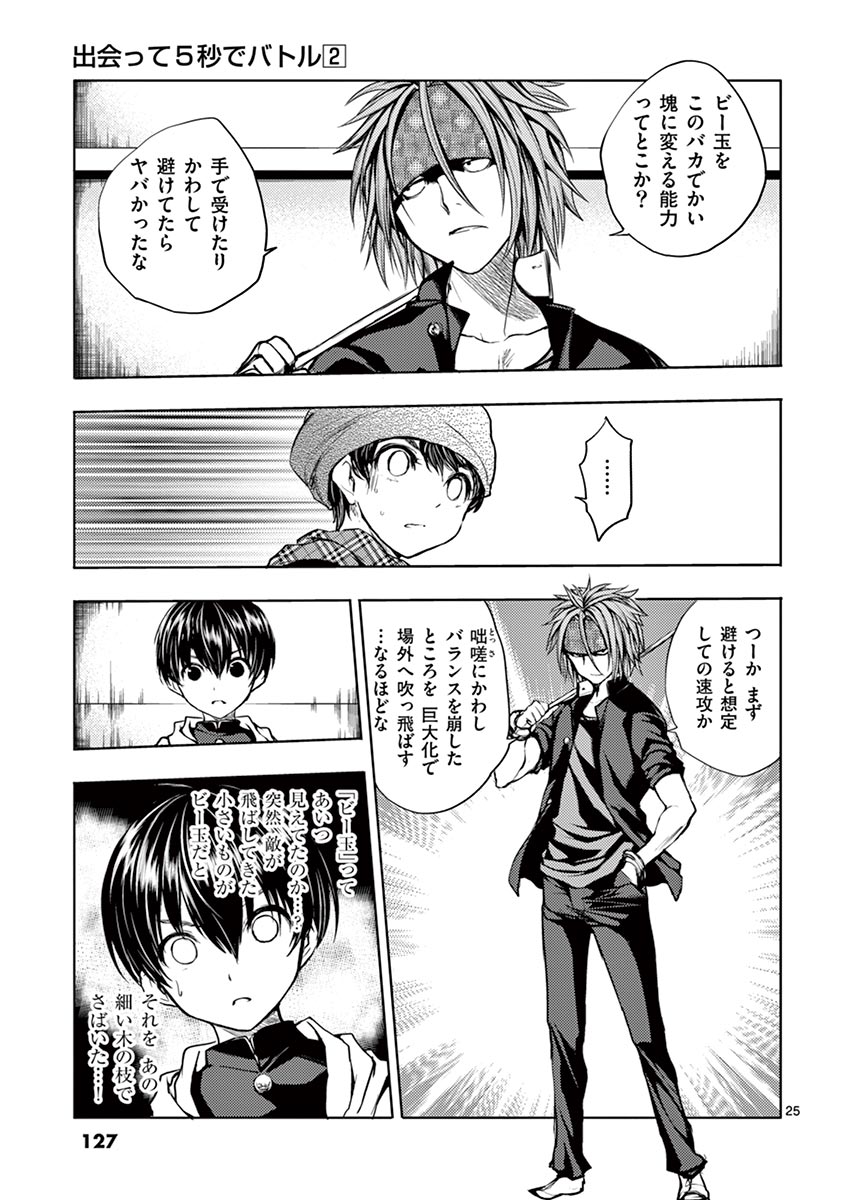 出会って5秒でバトル2
ビー玉を
このバカでかい
塊に変える能力
ってとこか?
手で受けたり
かわして
避けてたら
ヤバかったな
……
つーか まず
避けると想定
しての速攻か
咄嗟にかわし
とっさ
バランスを崩した
ところを 巨大化で
場外へ吹っ飛ばす
…なるほどな
『ビー玉』って
あいつ
見えてたのか…?
突然、敵が
飛ばしてきた
小さいものが
ビー玉だと
それを あの
細い木の枝で
さばいた…!
25
127